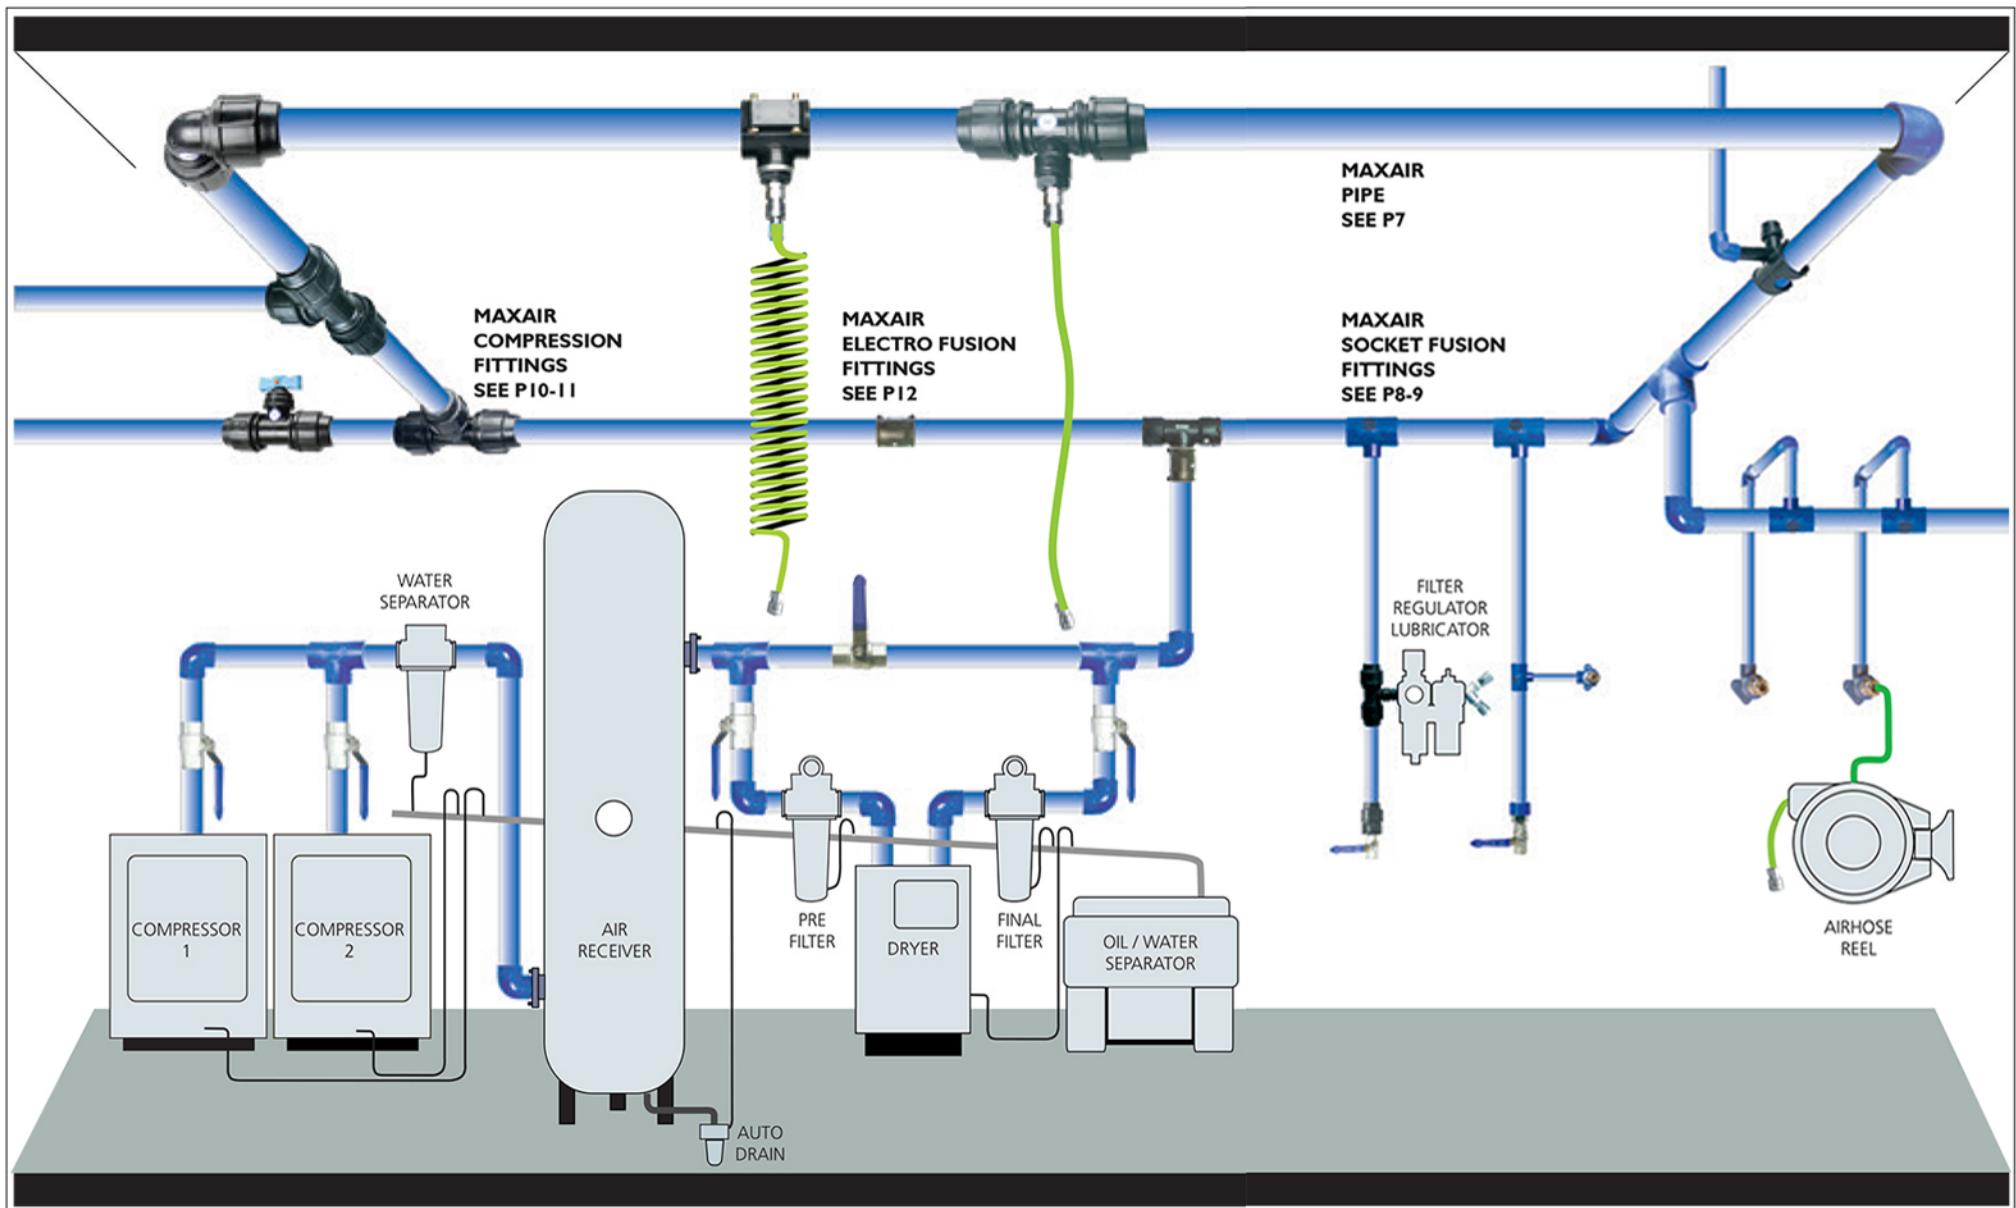 MAXAIR
PIPE
SEE P7
MAXAIR
COMPRESSION
FITTINGS
SEE P10-11
MAXAIR
ELECTRO FUSION
FITTINGS
SEE P12
MAXAIR
SOCKET FUSION
FITTINGS
SEE P8-9
WATER
SEPARATOR
FILTER
REGULATOR
LUBRICATOR
COMPRESSOR
1
COMPRESSOR
2
AIR
RECEIVER
PRE
FILTER
DRYER
FINAL
FILTER
OIL / WATER
SEPARATOR
AIRHOSE
REEL
AUTO
DRAIN